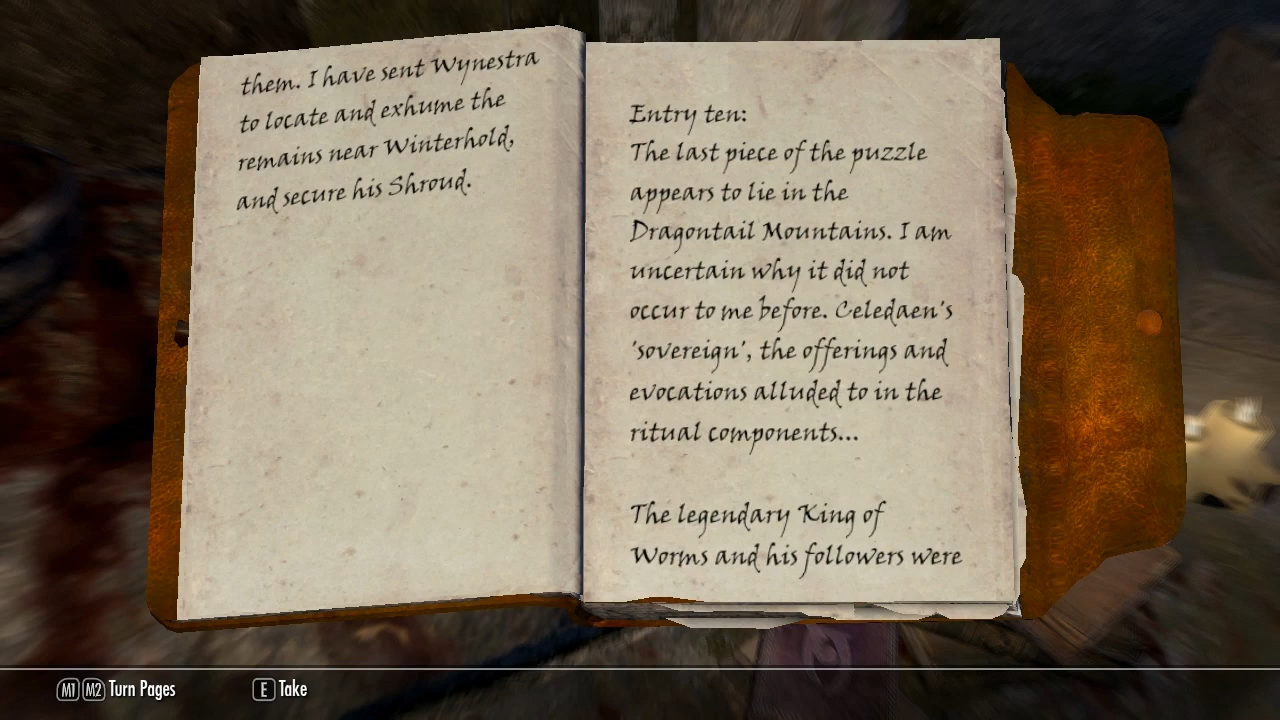 them. I have sent Wynestra
to locate and exhume the
remains near Winterhold,
and secure his Shroud.
Entry ten:
The last piece of the puzzle
appears to lie in the
Dragontail Mountains. I am
uncertain why it did not
occur to me before. Celedaen's
'sovereign', the offerings and
evocations alluded to in the
ritual components...
The legendary King of
Worms and his followers were
M1 M2 Turn Pages
E Take